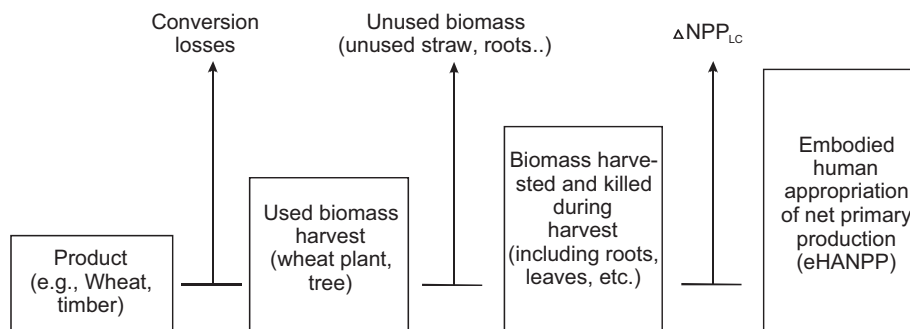 Conversion
losses
Unused biomass
(unused straw, roots..)
△NPP_LC
Product
(e.g., Wheat,
timber)
Used biomass
harvest
(wheat plant,
tree)
Biomass harve-
sted and killed
during
harvest
(including roots,
leaves, etc.)
Embodied
human
appropriation
of net primary
production
(eHANPP)